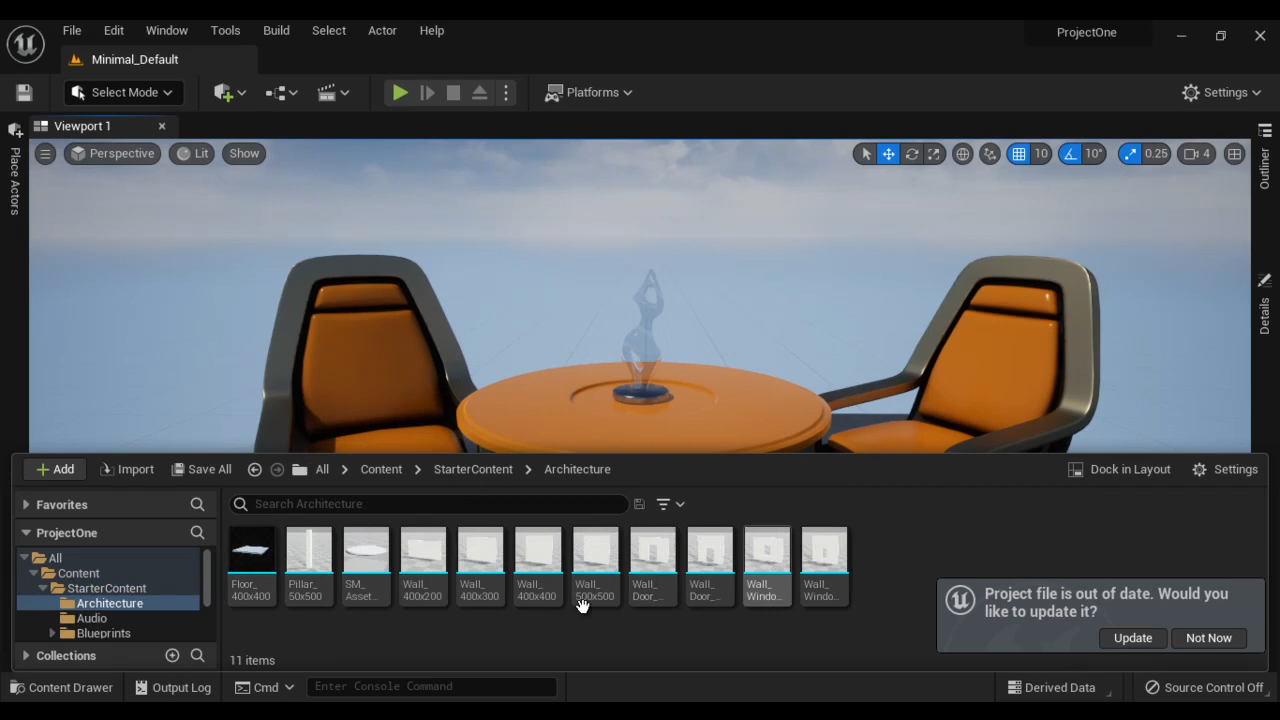 File Edit Window Tools Build Select Actor Help
ProjectOne
Minimal_Default
Select Mode
Platforms
Settings
Viewport 1
Place Actors
Perspective
Lit
Show
10
10°
0.25
4
Outliner
Details
Add
Import
Save All
All
Content
StarterContent
Architecture
Dock in Layout
Settings
Favorites
Search Architecture
ProjectOne
All
Content
StarterContent
Architecture
Audio
Blueprints
Collections
Floor_
400x400
Pillar_
50x500
SM_
Asset...
Wall_
400x200
Wall_
400x300
Wall_
400x400
Wall_
500x500
Wall_
Door_...
Wall_
Door_...
Wall_
Windo...
Wall_
Windo...
11 items
Project file is out of date. Would you
like to update it?
Update
Not Now
Content Drawer
Output Log
Cmd
Enter Console Command
Derived Data
Source Control Off